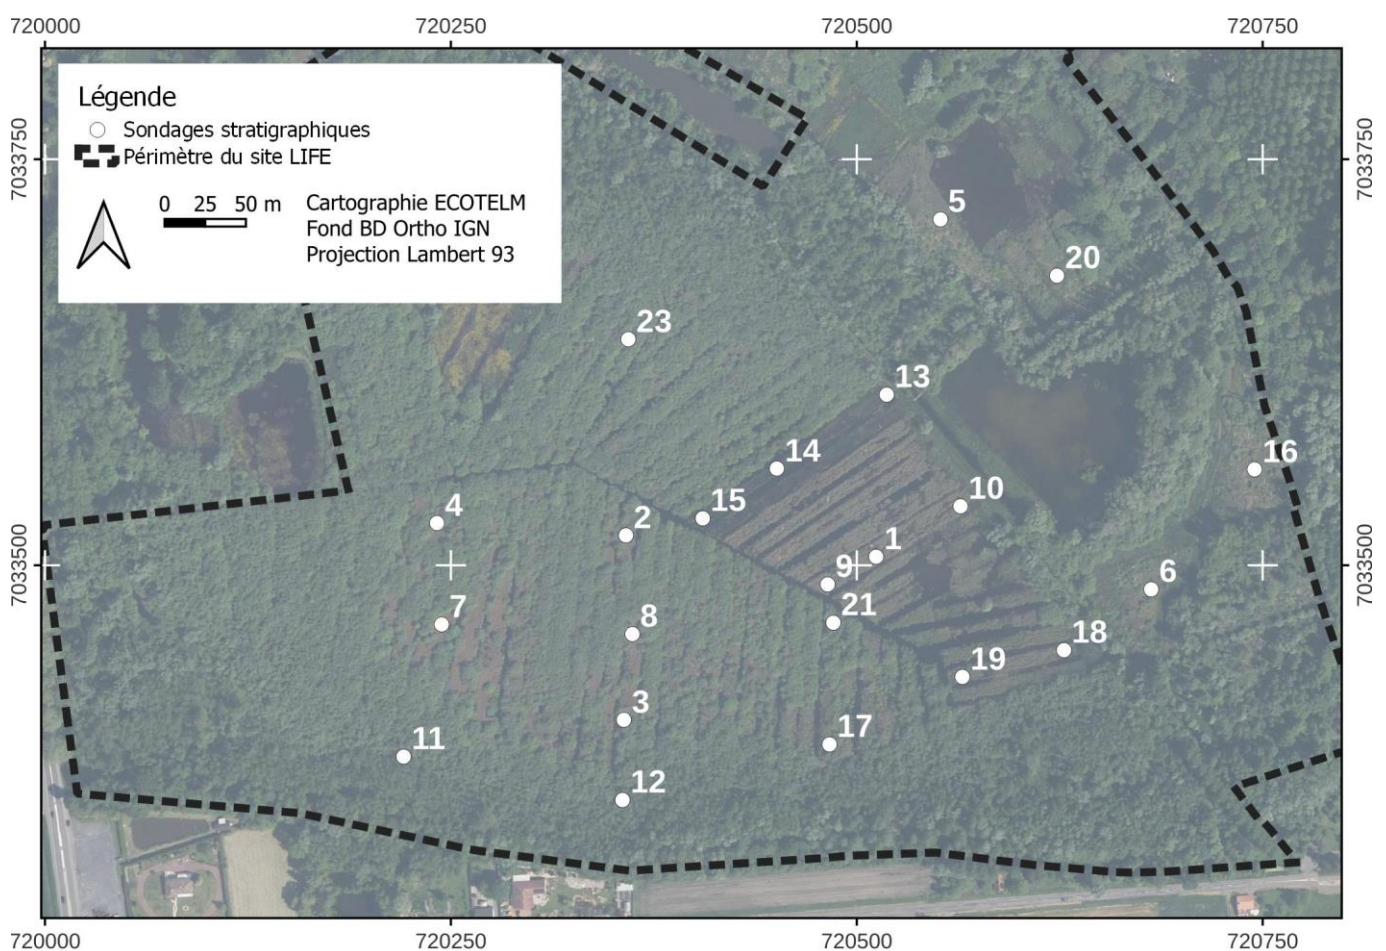 720000 720250 720500 720750
Légende
Sondages stratigraphiques
Périmètre du site LIFE
0 25 50 m
Cartographie ECOTELM
Fond BD Ortho IGN
Projection Lambert 93
7033750 7033750
5
20
23
13
14
16
15
10
4
2
1
9
6
7
21
8
18
19
3
17
11
12
7033500 7033500
720000 720250 720500 720750